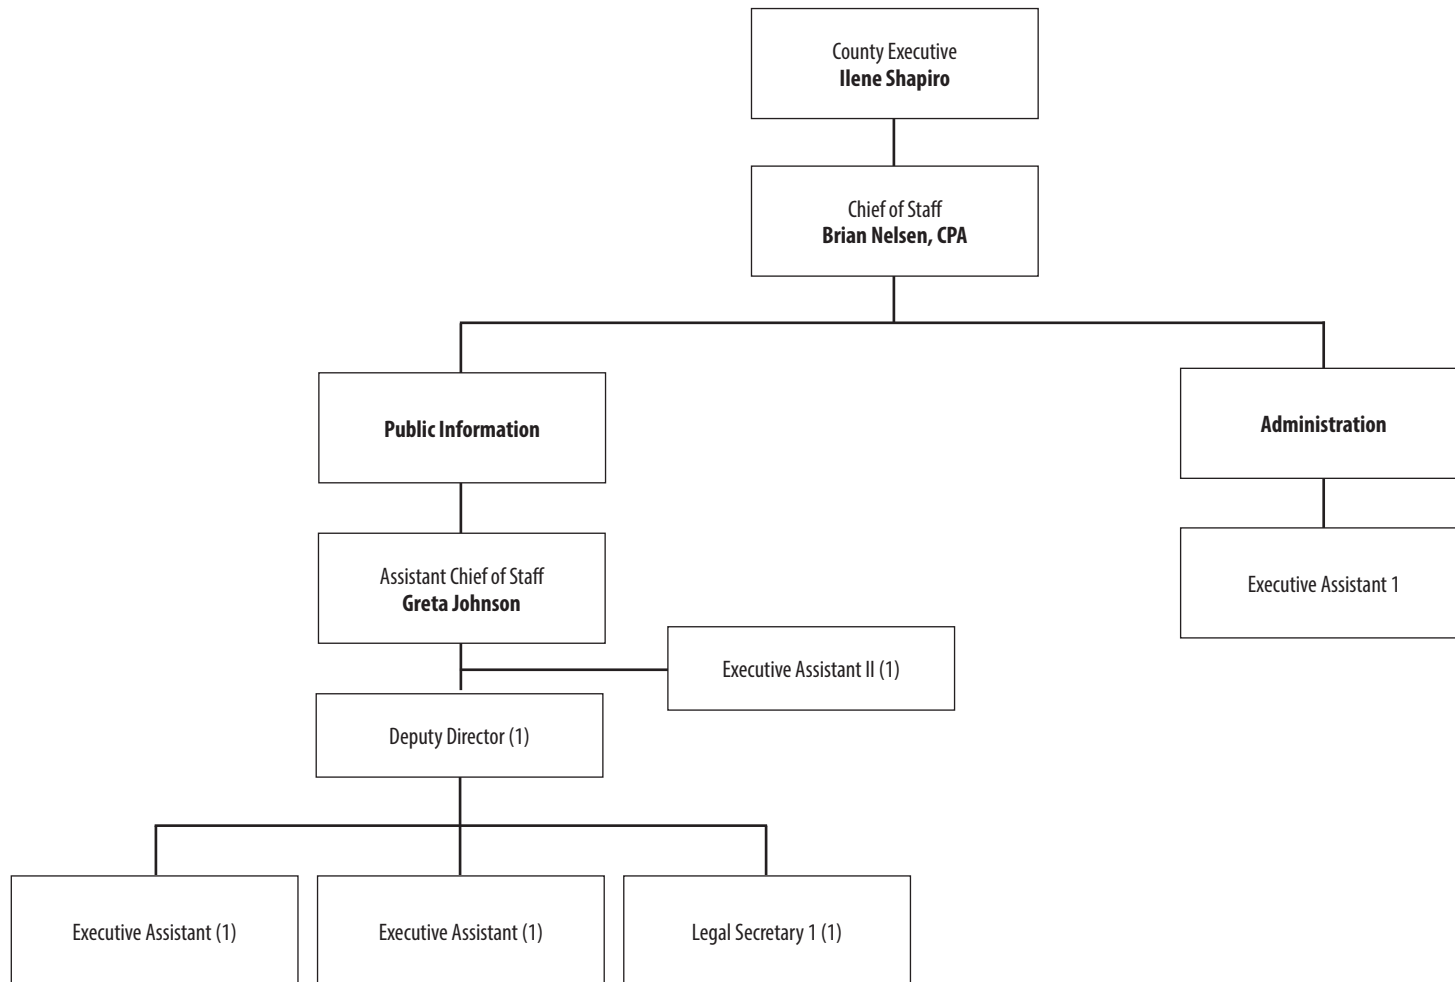 County Executive
Ilene Shapiro
Chief of Staff
Brian Nelsen, CPA
Public Information
Administration
Assistant Chief of Staff
Greta Johnson
Executive Assistant 1
Executive Assistant II (1)
Deputy Director (1)
Executive Assistant (1)
Executive Assistant (1)
Legal Secretary 1 (1)